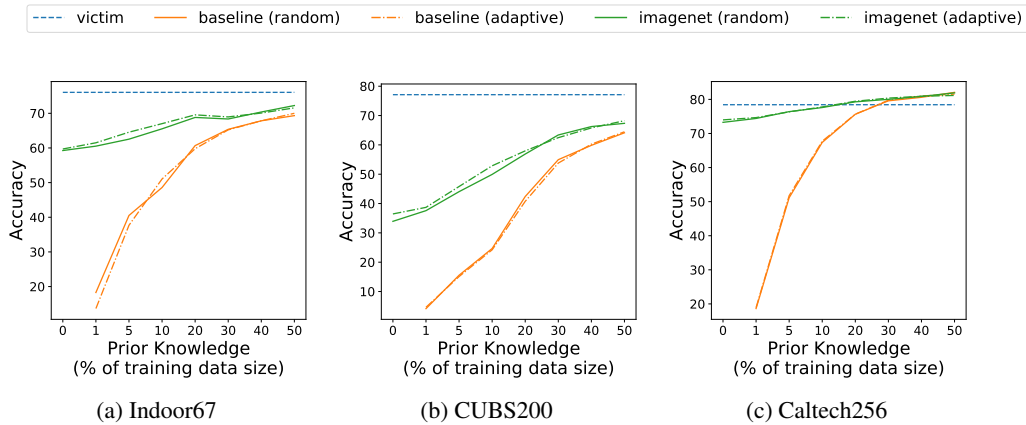 victim baseline (random) baseline (adaptive) imagenet (random) imagenet (adaptive)
Accuracy
70
60
50
40
30
20
0 1 5 10 20 30 40 50
Prior Knowledge
(% of training data size)
(a) Indoor67
Accuracy
80
70
60
50
40
30
20
10
0 1 5 10 20 30 40 50
Prior Knowledge
(% of training data size)
(b) CUBS200
Accuracy
80
70
60
50
40
30
20
0 1 5 10 20 30 40 50
Prior Knowledge
(% of training data size)
(c) Caltech256